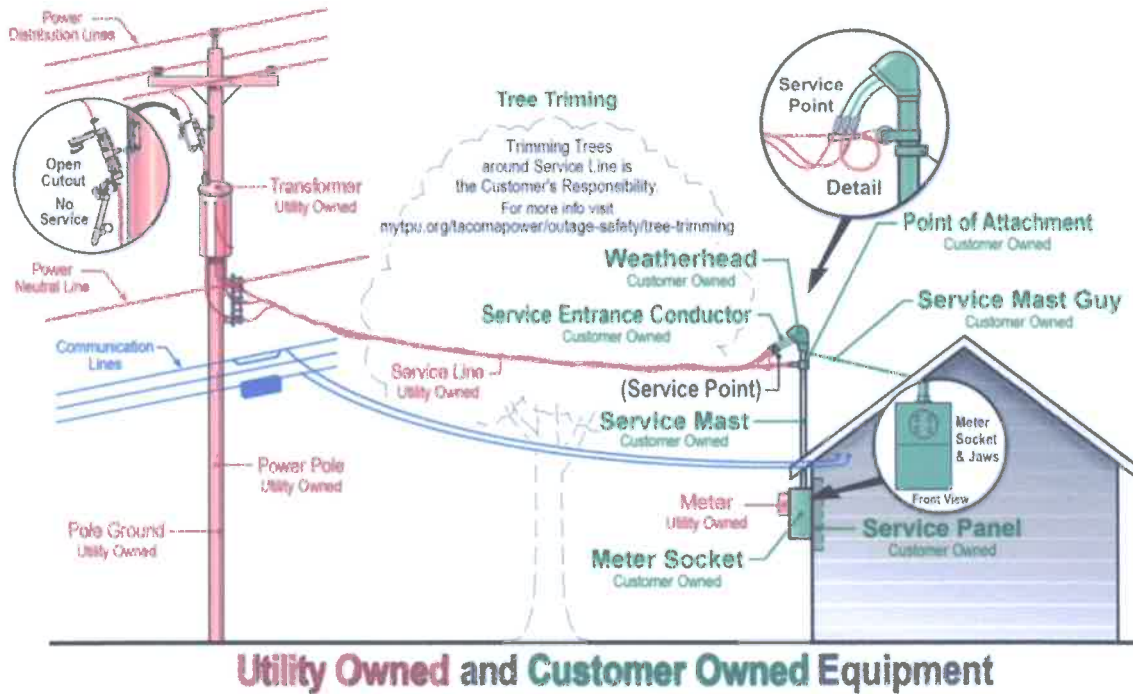 Power
Distribution Lines
Open
Cutout
No
Service
Transformer
Utility Owned
Power
Neutral Line
Communication
Lines
Service Line
Utility Owned
Power Pole
Utility Owned
Pole Ground
Utility Owned
Tree Triming
Trimming Trees
around Service Line is
the Customer's Responsibility.
For more info visit
mytpu.org/tacomapower/outage-safety/tree-trimming
Service
Point
Detail
Point of Attachment
Customer Owned
Weatherhead
Customer Owned
Service Mast Guy
Customer Owned
Service Entrance Conductor
Customer Owned
(Service Point)
Service Mast
Customer Owned
Meter
Socket
& Jaws
Front View
Meter
Utility Owned
Service Panel
Customer Owned
Meter Socket
Customer Owned
Utility Owned and Customer Owned Equipment